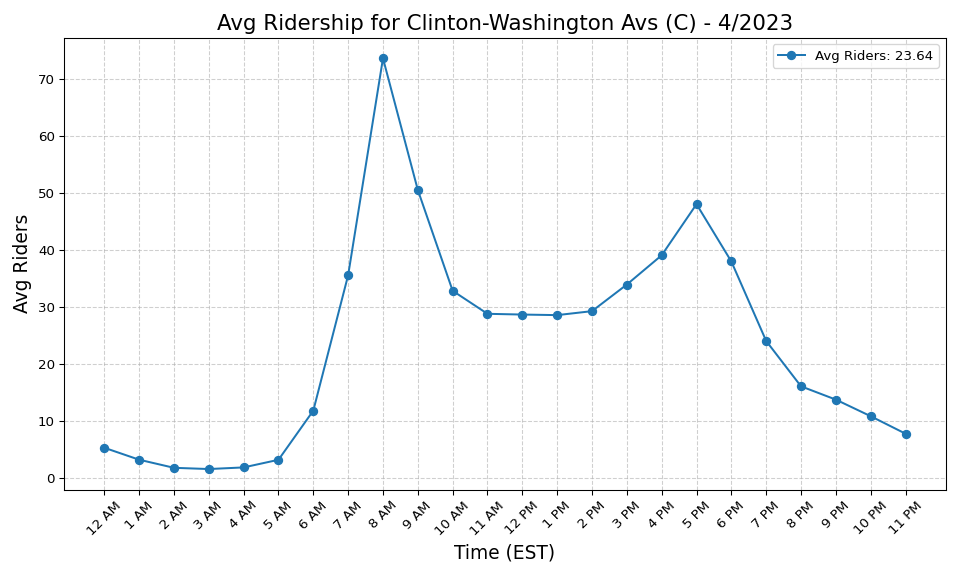 Avg Ridership for Clinton-Washington Avs (C) - 4/2023
Avg Riders: 23.64
Avg Riders
70
60
50
40
30
20
10
0
12 AM
1 AM
2 AM
3 AM
4 AM
5 AM
6 AM
7 AM
8 AM
9 AM
10 AM
11 AM
12 PM
1 PM
2 PM
3 PM
4 PM
5 PM
6 PM
7 PM
8 PM
9 PM
10 PM
11 PM
Time (EST)